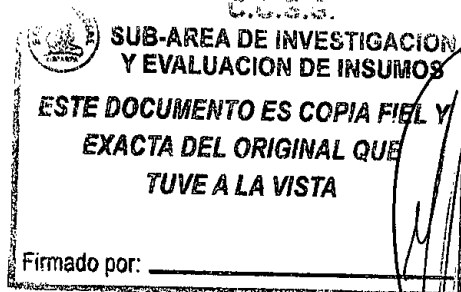 C.C.S.S.
SUB-AREA DE INVESTIGACION
Y EVALUACION DE INSUMOS
ESTE DOCUMENTO ES COPIA FIEL Y
EXACTA DEL ORIGINAL QUE
TUVE A LA VISTA
Firmado por: